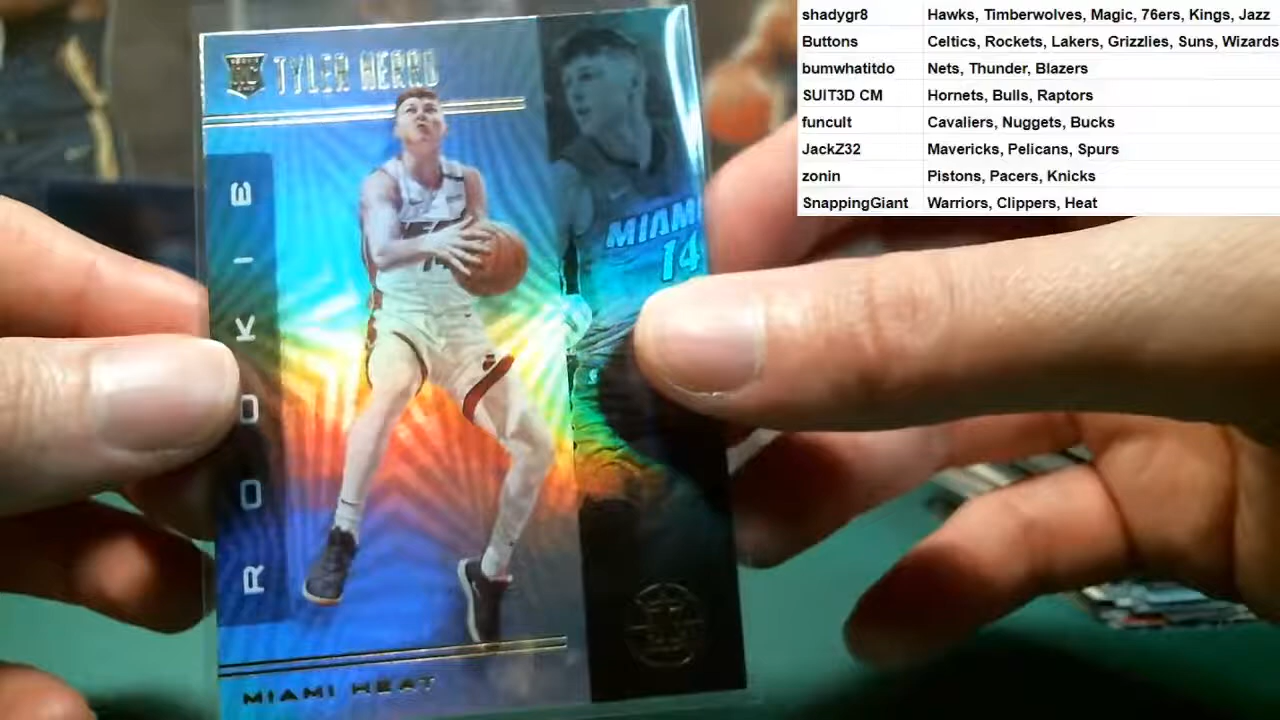 RC TYLER HERRO
ROOKIE
MIAMI
14
MIAMI HEAT
shadygr8 Hawks, Timberwolves, Magic, 76ers, Kings, Jazz
Buttons Celtics, Rockets, Lakers, Grizzlies, Suns, Wizards
bumwhatitdo Nets, Thunder, Blazers
SUIT3D CM Hornets, Bulls, Raptors
funcult Cavaliers, Nuggets, Bucks
JackZ32 Mavericks, Pelicans, Spurs
zonin Pistons, Pacers, Knicks
SnappingGiant Warriors, Clippers, Heat